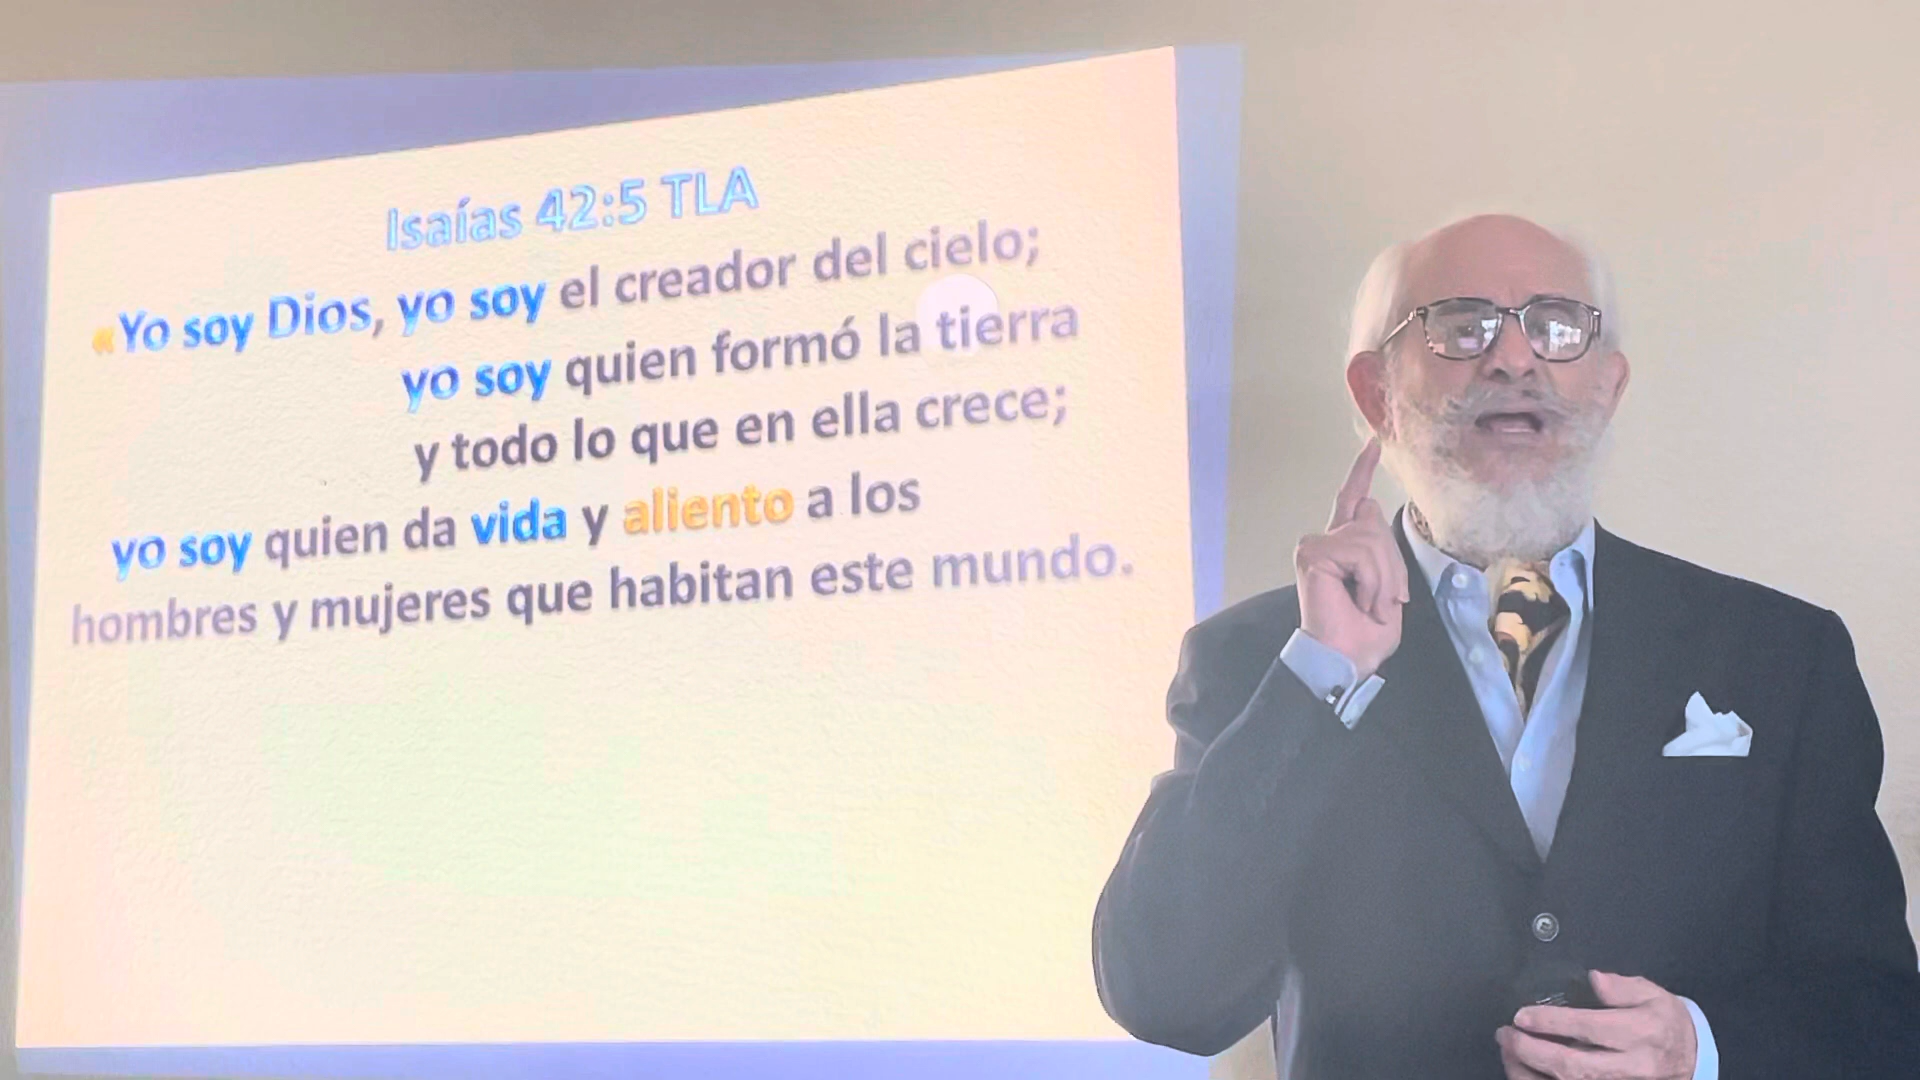 Isaías 42:5 TLA
«Yo soy Dios, yo soy el creador del cielo;
yo soy quien formó la tierra
y todo lo que en ella crece;
yo soy quien da vida y aliento a los
hombres y mujeres que habitan este mundo.